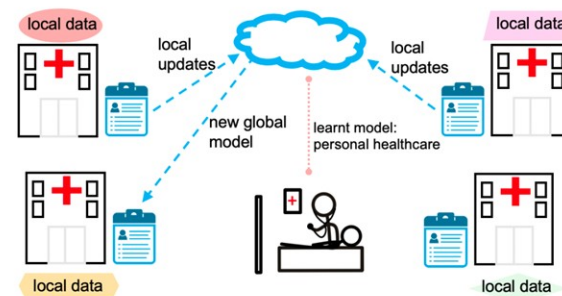 local data
local data
local
updates
local
updates
new global
model
learnt model:
personal healthcare
local data
local data